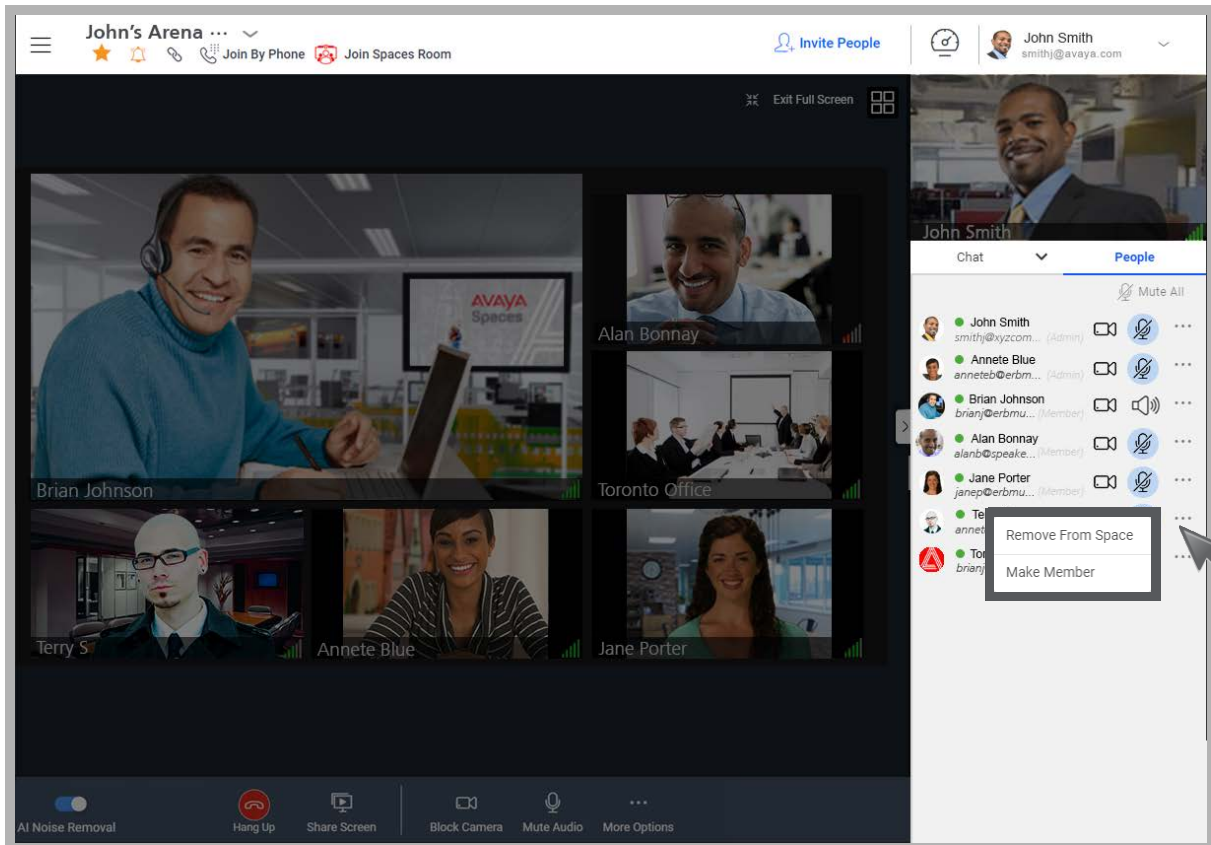 John's Arena ...
Join By Phone
Join Spaces Room
Invite People
John Smith
smithj@avaya.com
Exit Full Screen
AVAYA
Spaces
Brian Johnson
Alan Bonnay
Toronto Office
Terry S
Annete Blue
Jane Porter
AI Noise Removal
Hang Up
Share Screen
Block Camera
Mute Audio
More Options
John Smith
Chat
People
Mute All
John Smith
smithj@xyzcom... (Admin)
Annete Blue
anneteb@erbm... (Admin)
Brian Johnson
brianj@erbmu... (Member)
Alan Bonnay
alanb@speake... (Member)
Jane Porter
janep@erbmu... (Member)
Te
annet
Tor
brianj
Remove From Space
Make Member